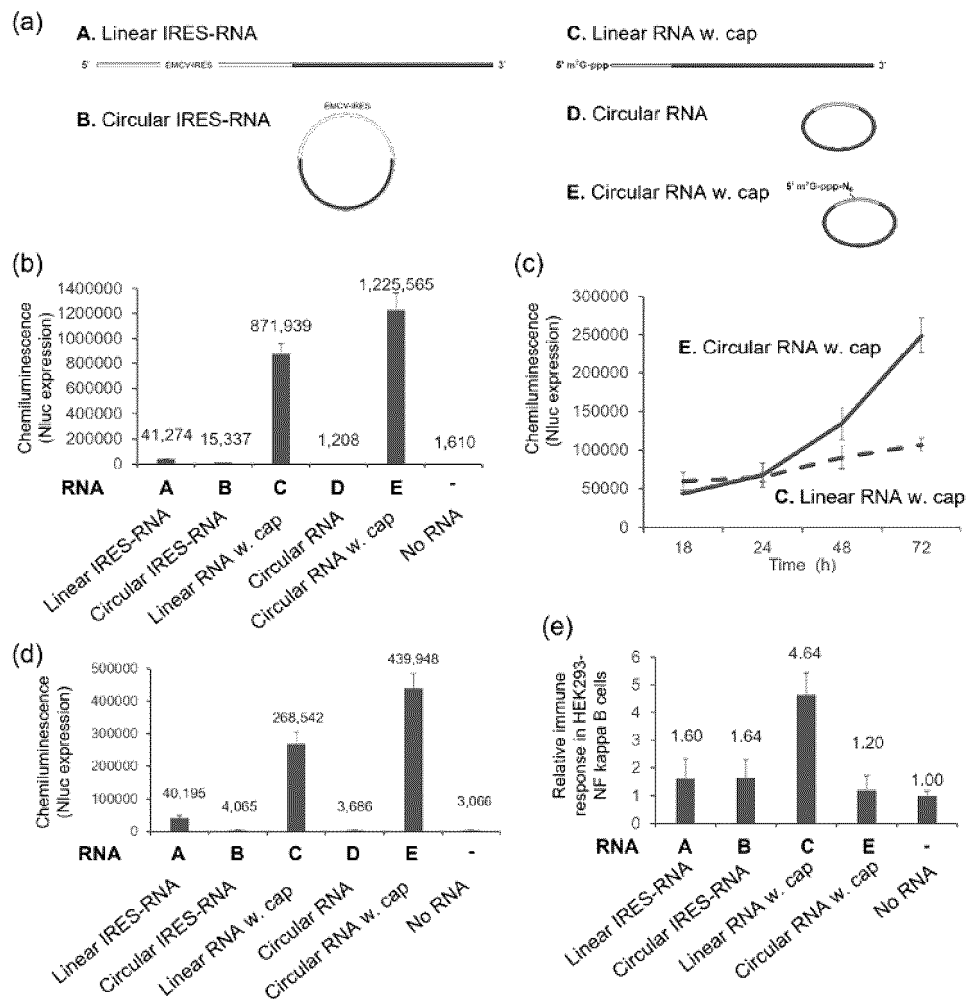 (a)
A. Linear IRES-RNA
5' EMCV-IRES 3'
B. Circular IRES-RNA
EMCV-IRES
C. Linear RNA w. cap
5' m7G-ppp 3'
D. Circular RNA
E. Circular RNA w. cap
5' m7G-ppp-N6
(b)
Chemiluminescence
(Nluc expression)
1400000
1200000
1000000
800000
600000
400000
200000
0
41,274
15,337
871,939
1,208
1,225,565
1,610
RNA A B C D E -
Linear IRES-RNA
Circular IRES-RNA
Linear RNA w. cap
Circular RNA
Circular RNA w. cap
No RNA
(c)
Chemiluminescence
(Nluc expression)
300000
250000
200000
150000
100000
50000
0
E. Circular RNA w. cap
C. Linear RNA w. cap
18 24 48 72
Time (h)
(d)
Chemiluminescence
(Nluc expression)
500000
400000
300000
200000
100000
0
40,195
4,065
268,542
3,686
439,948
3,066
RNA A B C D E -
Linear IRES-RNA
Circular IRES-RNA
Linear RNA w. cap
Circular RNA
Circular RNA w. cap
No RNA
(e)
Relative immune
response in HEK293-
NF kappa B cells
6
5
4
3
2
1
0
1.60
1.64
4.64
1.20
1.00
RNA A B C E -
Linear IRES-RNA
Circular IRES-RNA
Linear RNA w. cap
Circular RNA w. cap
No RNA